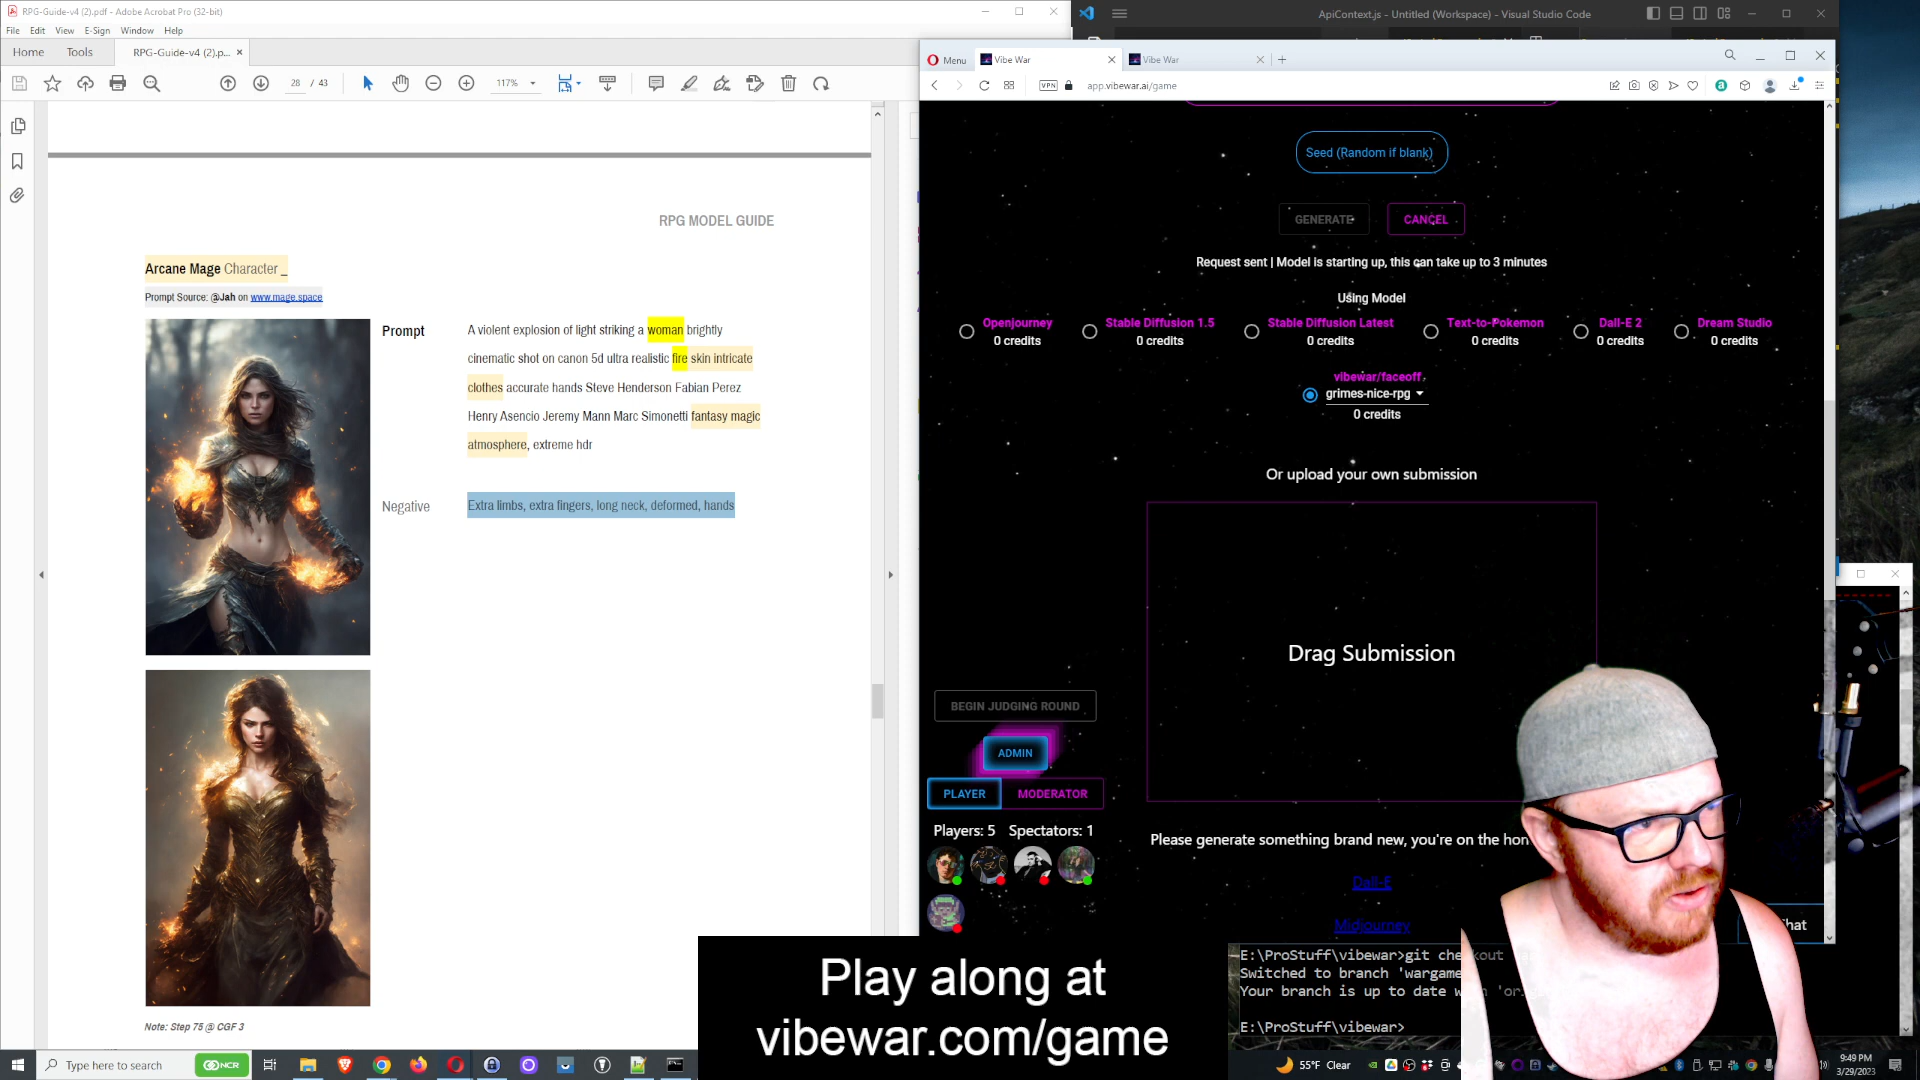 RPG-Guide-v4 (2).pdf - Adobe Acrobat Pro (32-bit)
File Edit View E-Sign Window Help
Home Tools RPG-Guide-v4 (2).p... ×
28 / 43 117%
RPG MODEL GUIDE
Arcane Mage Character _
Prompt Source: @Jah on www.mage.space
Prompt
A violent explosion of light striking a woman brightly
cinematic shot on canon 5d ultra realistic fire skin intricate
clothes accurate hands Steve Henderson Fabian Perez
Henry Asencio Jeremy Mann Marc Simonetti fantasy magic
atmosphere, extreme hdr
Negative
Extra limbs, extra fingers, long neck, deformed, hands
Note: Step 75 @ CGF 3
ApiContext.js - Untitled (Workspace) - Visual Studio Code
Menu Vibe War Vibe War
VPN app.vibewar.ai/game
Seed (Random if blank)
GENERATE CANCEL
Request sent | Model is starting up, this can take up to 3 minutes
Using Model
Openjourney Stable Diffusion 1.5 Stable Diffusion Latest Text-to-Pokemon Dall-E 2 Dream Studio
0 credits 0 credits 0 credits 0 credits 0 credits 0 credits
vibewar/faceoff
grimes-nice-rpg
0 credits
Or upload your own submission
Drag Submission
BEGIN JUDGING ROUND
ADMIN
PLAYER MODERATOR
Players: 5 Spectators: 1
Please generate something brand new, you're on the hon
Dall-E
Midjourney
hat
E:\ProStuff\vibewar>git che kout
Switched to branch 'wargame
Your branch is up to date w 'or
E:\ProStuff\vibewar>
Play along at
vibewar.com/game
Type here to search NCR
55°F Clear
9:49 PM
3/29/2023